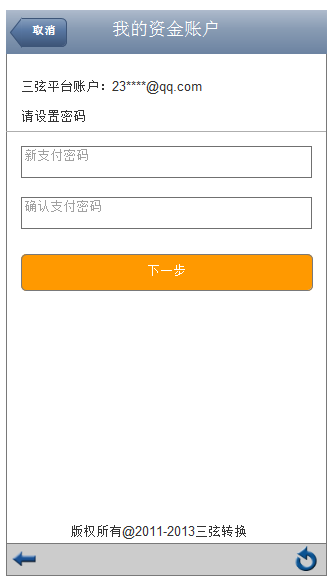 取消
我的资金账户
三弦平台账户：23****@qq.com
请设置密码
新支付密码
确认支付密码
下一步
版权所有@2011-2013三弦转换